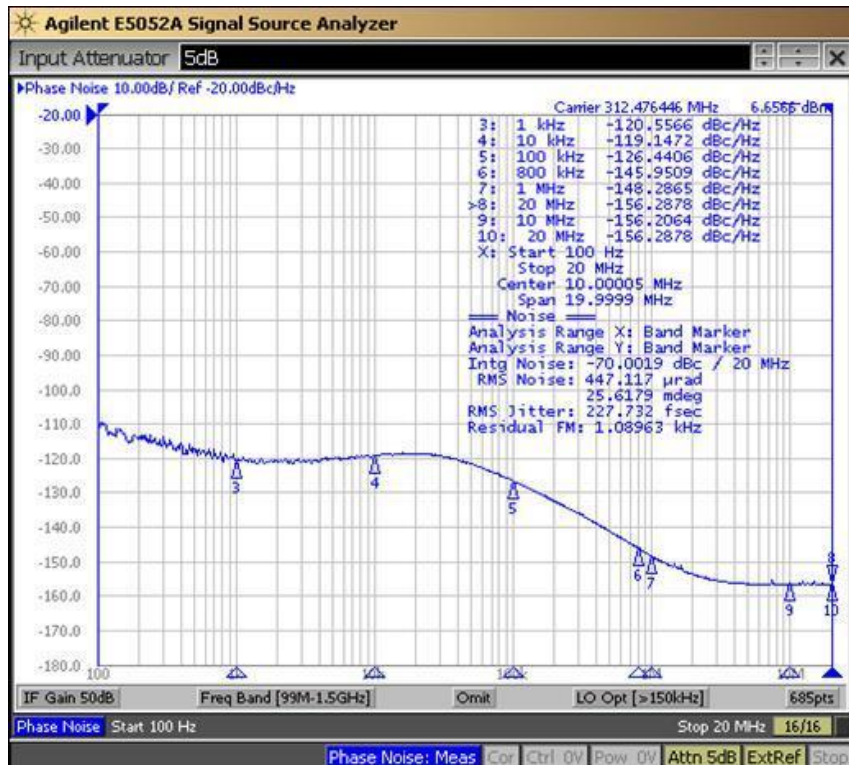 Agilent E5052A Signal Source Analyzer
Input Attenuator 5dB
▶Phase Noise 10.00dB/ Ref -20.00dBc/Hz
Carrier 312.476446 MHz 6.6565 dBm
3: 1 kHz -120.5566 dBc/Hz
4: 10 kHz -119.1472 dBc/Hz
5: 100 kHz -126.4406 dBc/Hz
6: 800 kHz -145.9509 dBc/Hz
7: 1 MHz -148.2865 dBc/Hz
>8: 20 MHz -156.2878 dBc/Hz
9: 10 MHz -156.2064 dBc/Hz
10: 20 MHz -156.2878 dBc/Hz
X: Start 100 Hz
Stop 20 MHz
Center 10.00005 MHz
Span 19.9999 MHz
=== Noise ===
Analysis Range X: Band Marker
Analysis Range Y: Band Marker
Intg Noise: -70.0019 dBc / 20 MHz
RMS Noise: 447.117 µrad
25.6179 mdeg
RMS Jitter: 227.732 fsec
Residual FM: 1.08963 kHz
-20.00
-30.00
-40.00
-50.00
-60.00
-70.00
-80.00
-90.00
-100.0
-110.0
-120.0
-130.0
-140.0
-150.0
-160.0
-170.0
-180.0
3
4
5
6
7
8
9
10
100
IF Gain 50dB Freq Band [99M-1.5GHz] Omit LO Opt [>150kHz] 685pts
Phase Noise Start 100 Hz Stop 20 MHz 16/16
Phase Noise: Meas Cor Ctrl 0V Pow 0V Attn 5dB ExtRef Stop